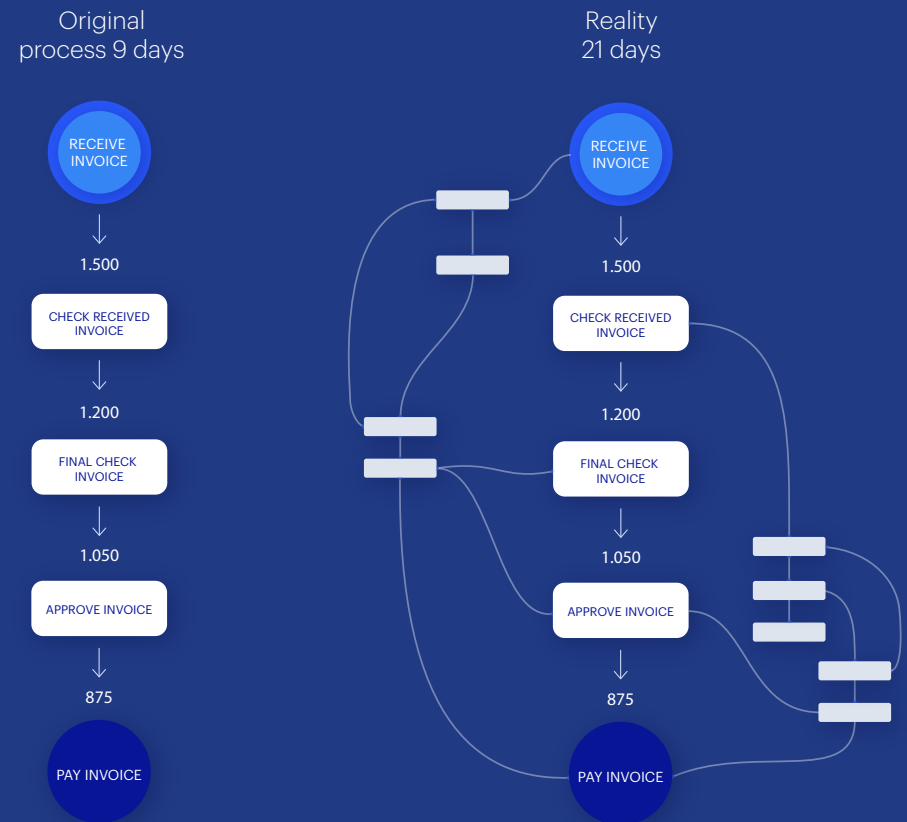 Original
process 9 days
RECEIVE
INVOICE
1.500
CHECK RECEIVED
INVOICE
1.200
FINAL CHECK
INVOICE
1.050
APPROVE INVOICE
875
PAY INVOICE
Reality
21 days
RECEIVE
INVOICE
1.500
CHECK RECEIVED
INVOICE
1.200
FINAL CHECK
INVOICE
1.050
APPROVE INVOICE
875
PAY INVOICE